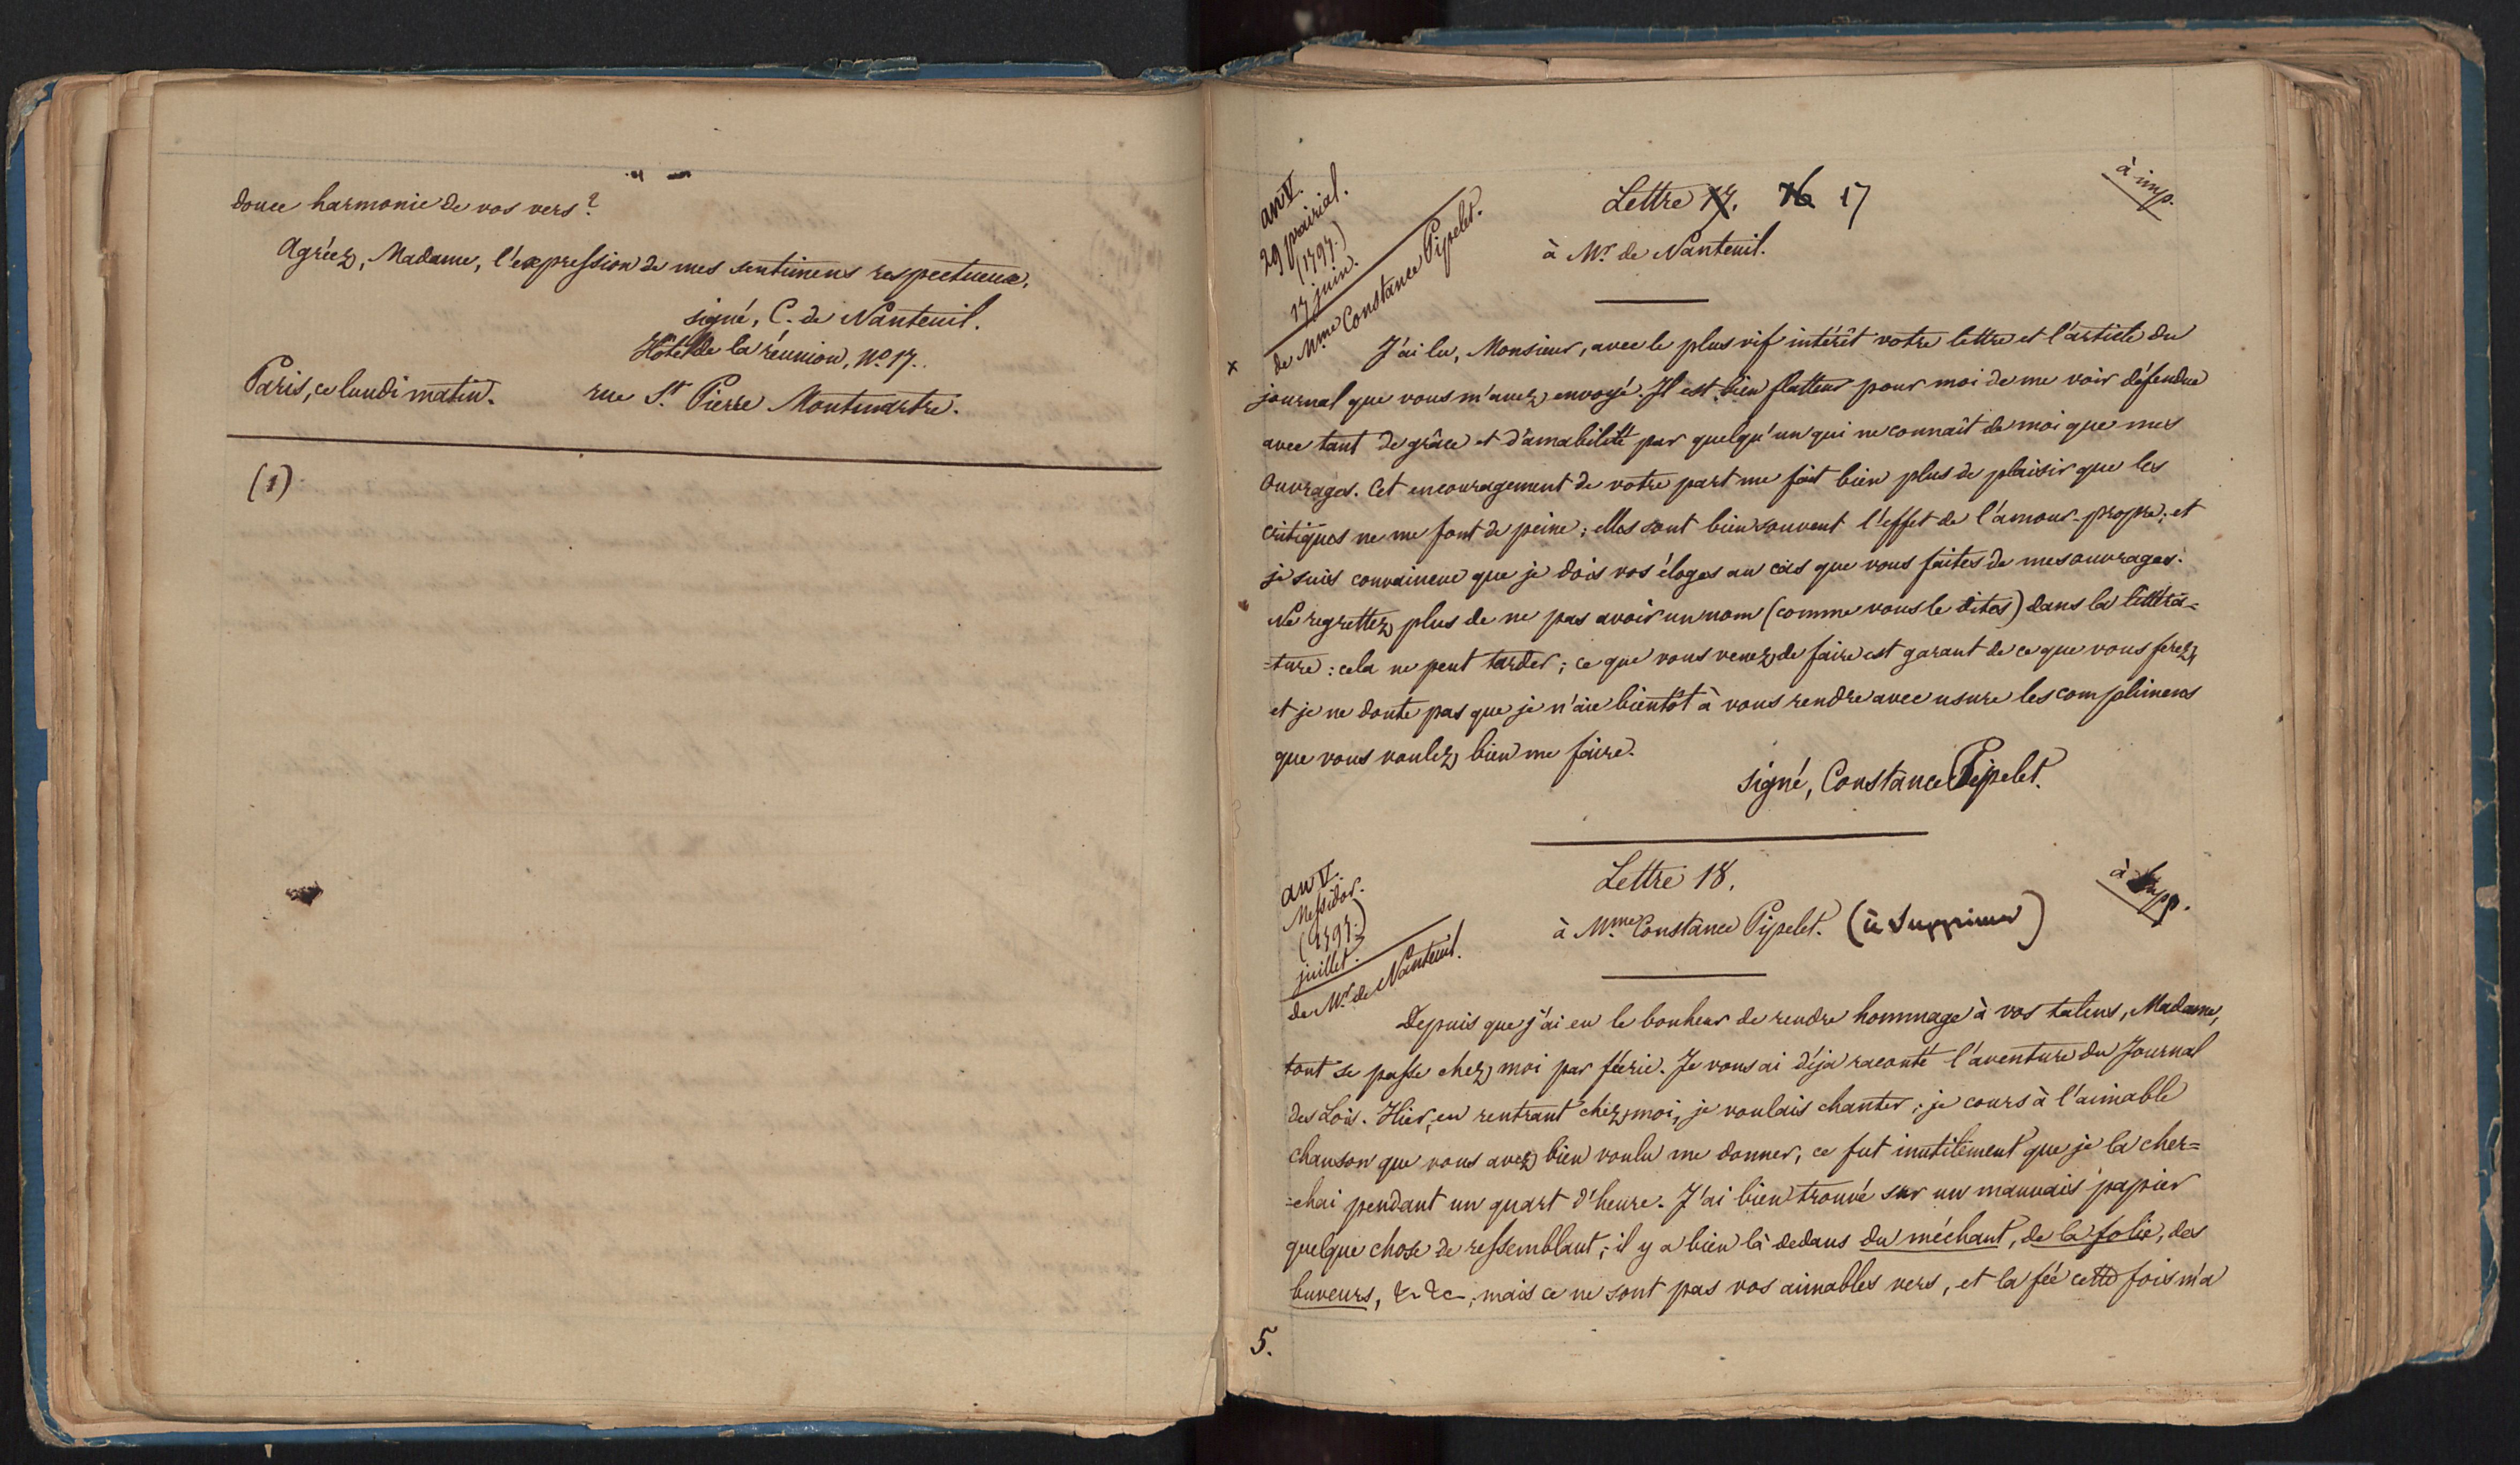 douce harmonie de vos vers?
Agréez, Madame, l'expression de mes sentimens respectueux.
signé, C. de Nanteuil.
Hôtel de la réunion, No. 17.
Paris, ce lundi matin. rue St. Pierre Montmartre.
(1)
an V.
29 prairial.
(1797.)
17 juin.
de Mme Constance Pipelet.
Lettre 17. 16 17
à imp.
à Mr. de Nanteuil.
x
J'ai lu, Monsieur, avec le plus vif intérêt votre lettre et l'article du
journal que vous m'avez envoyé. Il est bien flatteur pour moi de me voir défendue
avec tant de grâce et d'amabilité par quelqu'un qui ne connaît de moi que mes
ouvrages. Cet encouragement de votre part me fait bien plus de plaisir que les
critiques ne me font de peine; elles sont bien souvent l'effet de l'amour-propre; et
je suis convaincue que je dois vos éloges au cas que vous faites de mes ouvrages.
Ne regrettez plus de ne pas avoir un nom (comme vous le dites) dans la littéra=
=ture: cela ne peut tarder; ce que vous venez de faire est garant de ce que vous ferez,
et je ne doute pas que je n'aie bientôt à vous rendre avec usure les complimens
que vous voulez bien me faire.
signé, Constance Pipelet.
an V.
Messidor.
(1797.)
juillet.
de Mr. de Nanteuil.
Lettre 18.
à imp.
à Mme Constance Pipelet. (à supprimer)
Depuis que j'ai eu le bonheur de rendre hommage à vos talens, Madame,
tout se passe chez moi par féerie. Je vous ai déja raconté l'aventure du Journal
des Lois. Hier, en rentrant chez moi, je voulais chanter; je cours à l'aimable
chanson que vous avez bien voulu me donner, ce fut inutilement que je la cher=
=chai pendant un quart d'heure. J'ai bien trouvé sur un mauvais papier
quelque chose de ressemblant; il y a bien là dedans du méchant, de la folie, des
buveurs, &. &c.; mais ce ne sont pas vos aimables vers, et la fée cette fois m'a
5.